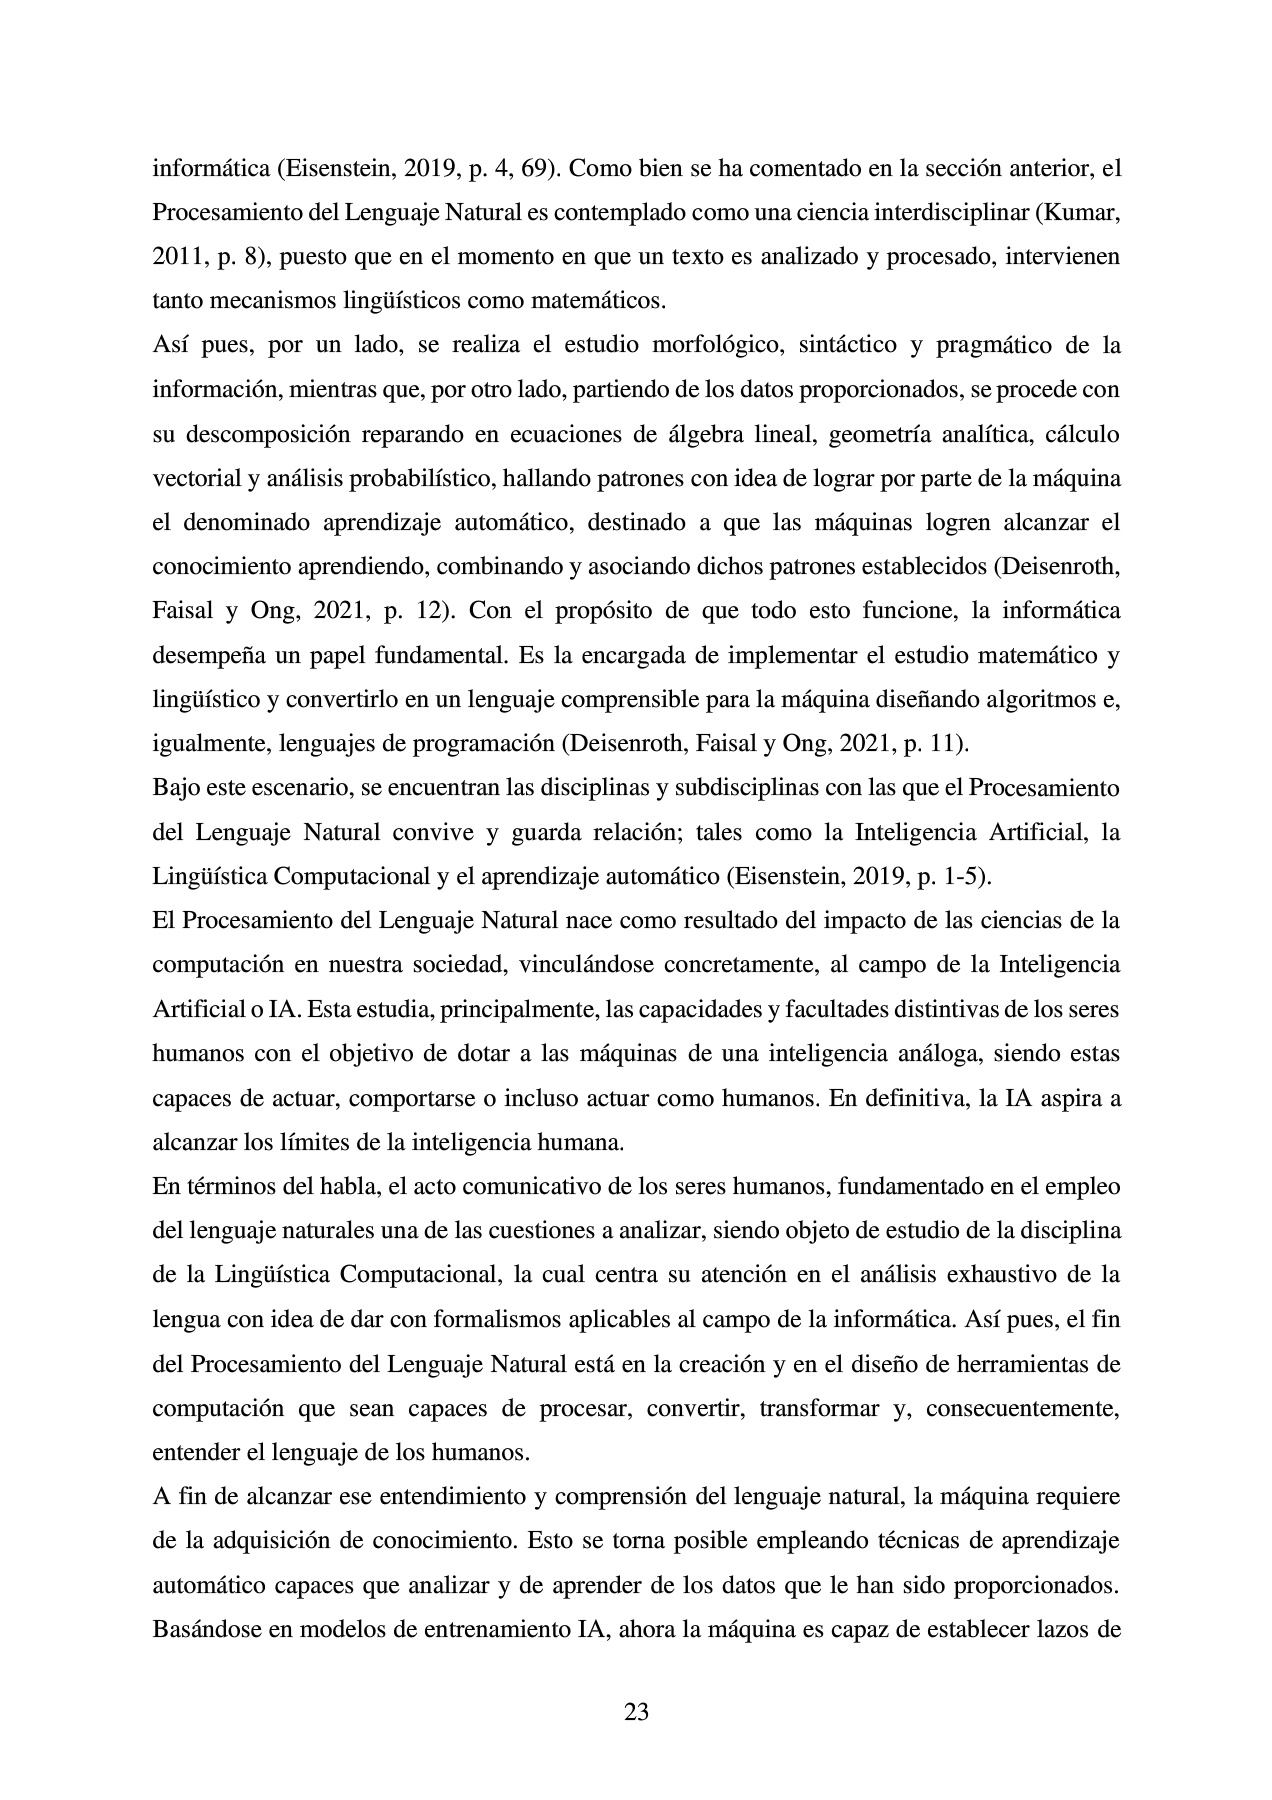 informática (Eisenstein, 2019, p. 4, 69). Como bien se ha comentado en la sección anterior, el
Procesamiento del Lenguaje Natural es contemplado como una ciencia interdisciplinar (Kumar,
2011, p. 8), puesto que en el momento en que un texto es analizado y procesado, intervienen
tanto mecanismos lingüísticos como matemáticos.
Así pues, por un lado, se realiza el estudio morfológico, sintáctico y pragmático de la
información, mientras que, por otro lado, partiendo de los datos proporcionados, se procede con
su descomposición reparando en ecuaciones de álgebra lineal, geometría analítica, cálculo
vectorial y análisis probabilístico, hallando patrones con idea de lograr por parte de la máquina
el denominado aprendizaje automático, destinado a que las máquinas logren alcanzar el
conocimiento aprendiendo, combinando y asociando dichos patrones establecidos (Deisenroth,
Faisal y Ong, 2021, p. 12). Con el propósito de que todo esto funcione, la informática
desempeña un papel fundamental. Es la encargada de implementar el estudio matemático y
lingüístico y convertirlo en un lenguaje comprensible para la máquina diseñando algoritmos e,
igualmente, lenguajes de programación (Deisenroth, Faisal y Ong, 2021, p. 11).
Bajo este escenario, se encuentran las disciplinas y subdisciplinas con las que el Procesamiento
del Lenguaje Natural convive y guarda relación; tales como la Inteligencia Artificial, la
Lingüística Computacional y el aprendizaje automático (Eisenstein, 2019, p. 1-5).
El Procesamiento del Lenguaje Natural nace como resultado del impacto de las ciencias de la
computación en nuestra sociedad, vinculándose concretamente, al campo de la Inteligencia
Artificial o IA. Esta estudia, principalmente, las capacidades y facultades distintivas de los seres
humanos con el objetivo de dotar a las máquinas de una inteligencia análoga, siendo estas
capaces de actuar, comportarse o incluso actuar como humanos. En definitiva, la IA aspira a
alcanzar los límites de la inteligencia humana.
En términos del habla, el acto comunicativo de los seres humanos, fundamentado en el empleo
del lenguaje naturales una de las cuestiones a analizar, siendo objeto de estudio de la disciplina
de la Lingüística Computacional, la cual centra su atención en el análisis exhaustivo de la
lengua con idea de dar con formalismos aplicables al campo de la informática. Así pues, el fin
del Procesamiento del Lenguaje Natural está en la creación y en el diseño de herramientas de
computación que sean capaces de procesar, convertir, transformar y, consecuentemente,
entender el lenguaje de los humanos.
A fin de alcanzar ese entendimiento y comprensión del lenguaje natural, la máquina requiere
de la adquisición de conocimiento. Esto se torna posible empleando técnicas de aprendizaje
automático capaces que analizar y de aprender de los datos que le han sido proporcionados.
Basándose en modelos de entrenamiento IA, ahora la máquina es capaz de establecer lazos de
23